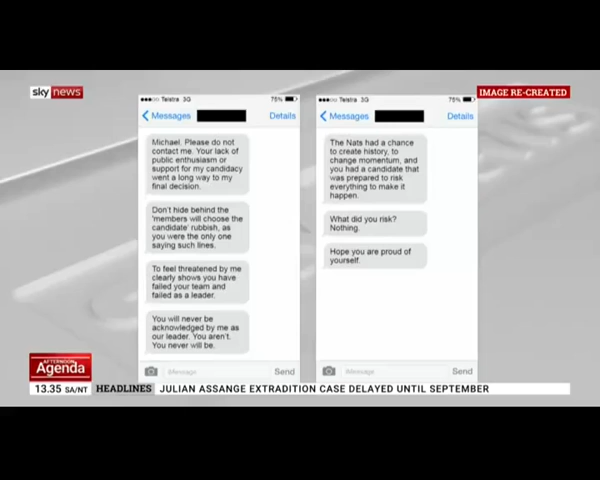 sky news
IMAGE RE-CREATED
Telstra 3G 75%
Messages Details
Michael. Please do not
contact me. Your lack of
public enthusiasm or
support for my candidacy
went a long way to my
final decision.
Don't hide behind the
'members will choose the
candidate' rubbish, as
you were the only one
saying such lines.
To feel threatened by me
clearly shows you have
failed your team and
failed as a leader.
You will never be
acknowledged by me as
our leader. You aren't.
You never will be.
iMessage Send
Telstra 3G 75%
Messages Details
The Nats had a chance
to create history, to
change momentum, and
you had a candidate that
was prepared to risk
everything to make it
happen.
What did you risk?
Nothing.
Hope you are proud of
yourself.
iMessage Send
AFTERNOON
Agenda
13.35 SA/NT HEADLINES JULIAN ASSANGE EXTRADITION CASE DELAYED UNTIL SEPTEMBER